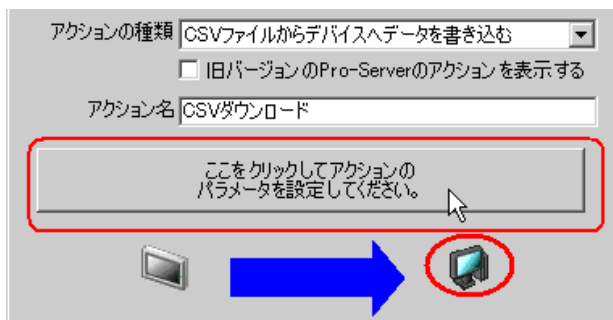 アクションの種類 CSVファイルからデバイスへデータを書き込む
旧バージョンのPro-Serverのアクションを表示する
アクション名 CSVダウンロード
ここをクリックしてアクションの
パラメータを設定してください。